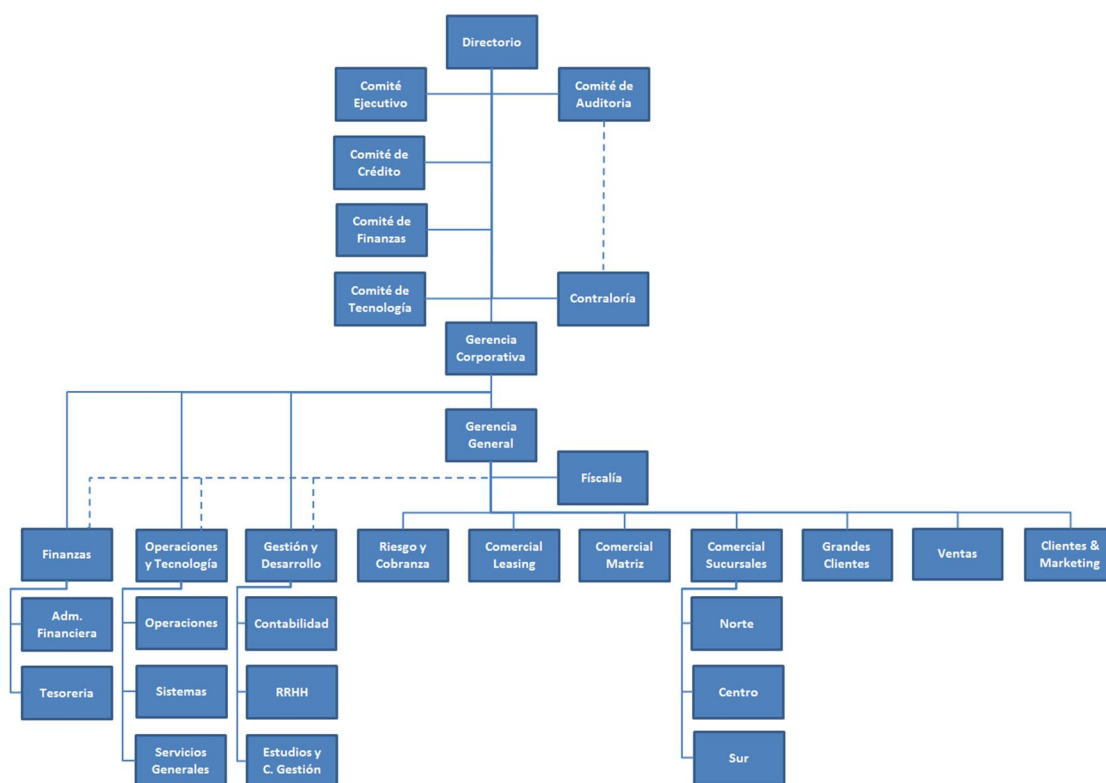 Directorio
Comité
Ejecutivo
Comité de
Auditoria
Comité de
Crédito
Comité de
Finanzas
Comité de
Tecnología
Contraloría
Gerencia
Corporativa
Gerencia
General
Físcalía
Finanzas
Operaciones
y Tecnología
Gestión y
Desarrollo
Riesgo y
Cobranza
Comercial
Leasing
Comercial
Matriz
Comercial
Sucursales
Grandes
Clientes
Ventas
Clientes &
Marketing
Adm.
Financiera
Operaciones
Contabilidad
Norte
Tesoreria
Sistemas
RRHH
Centro
Servicios
Generales
Estudios y
C. Gestión
Sur